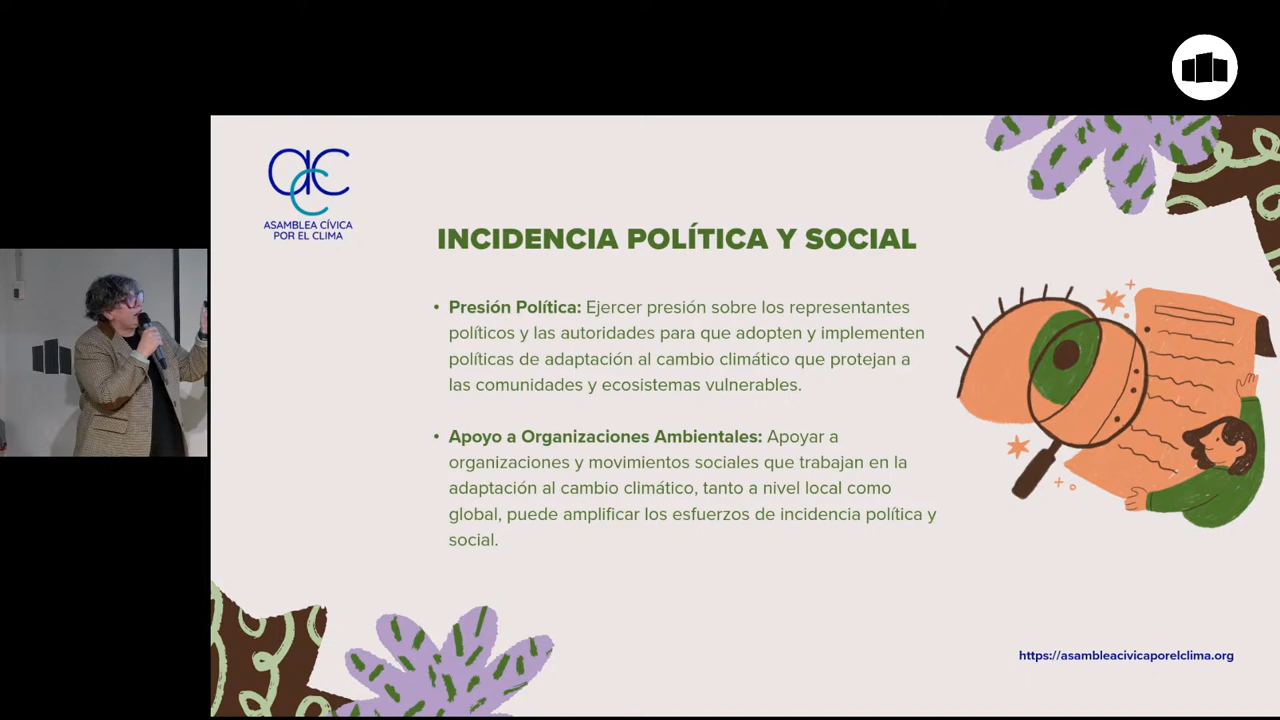 ASAMBLEA CÍVICA
POR EL CLIMA
INCIDENCIA POLÍTICA Y SOCIAL
• Presión Política: Ejercer presión sobre los representantes
políticos y las autoridades para que adopten y implementen
políticas de adaptación al cambio climático que protejan a
las comunidades y ecosistemas vulnerables.
• Apoyo a Organizaciones Ambientales: Apoyar a
organizaciones y movimientos sociales que trabajan en la
adaptación al cambio climático, tanto a nivel local como
global, puede amplificar los esfuerzos de incidencia política y
social.
https://asambleacivicaporelclima.org